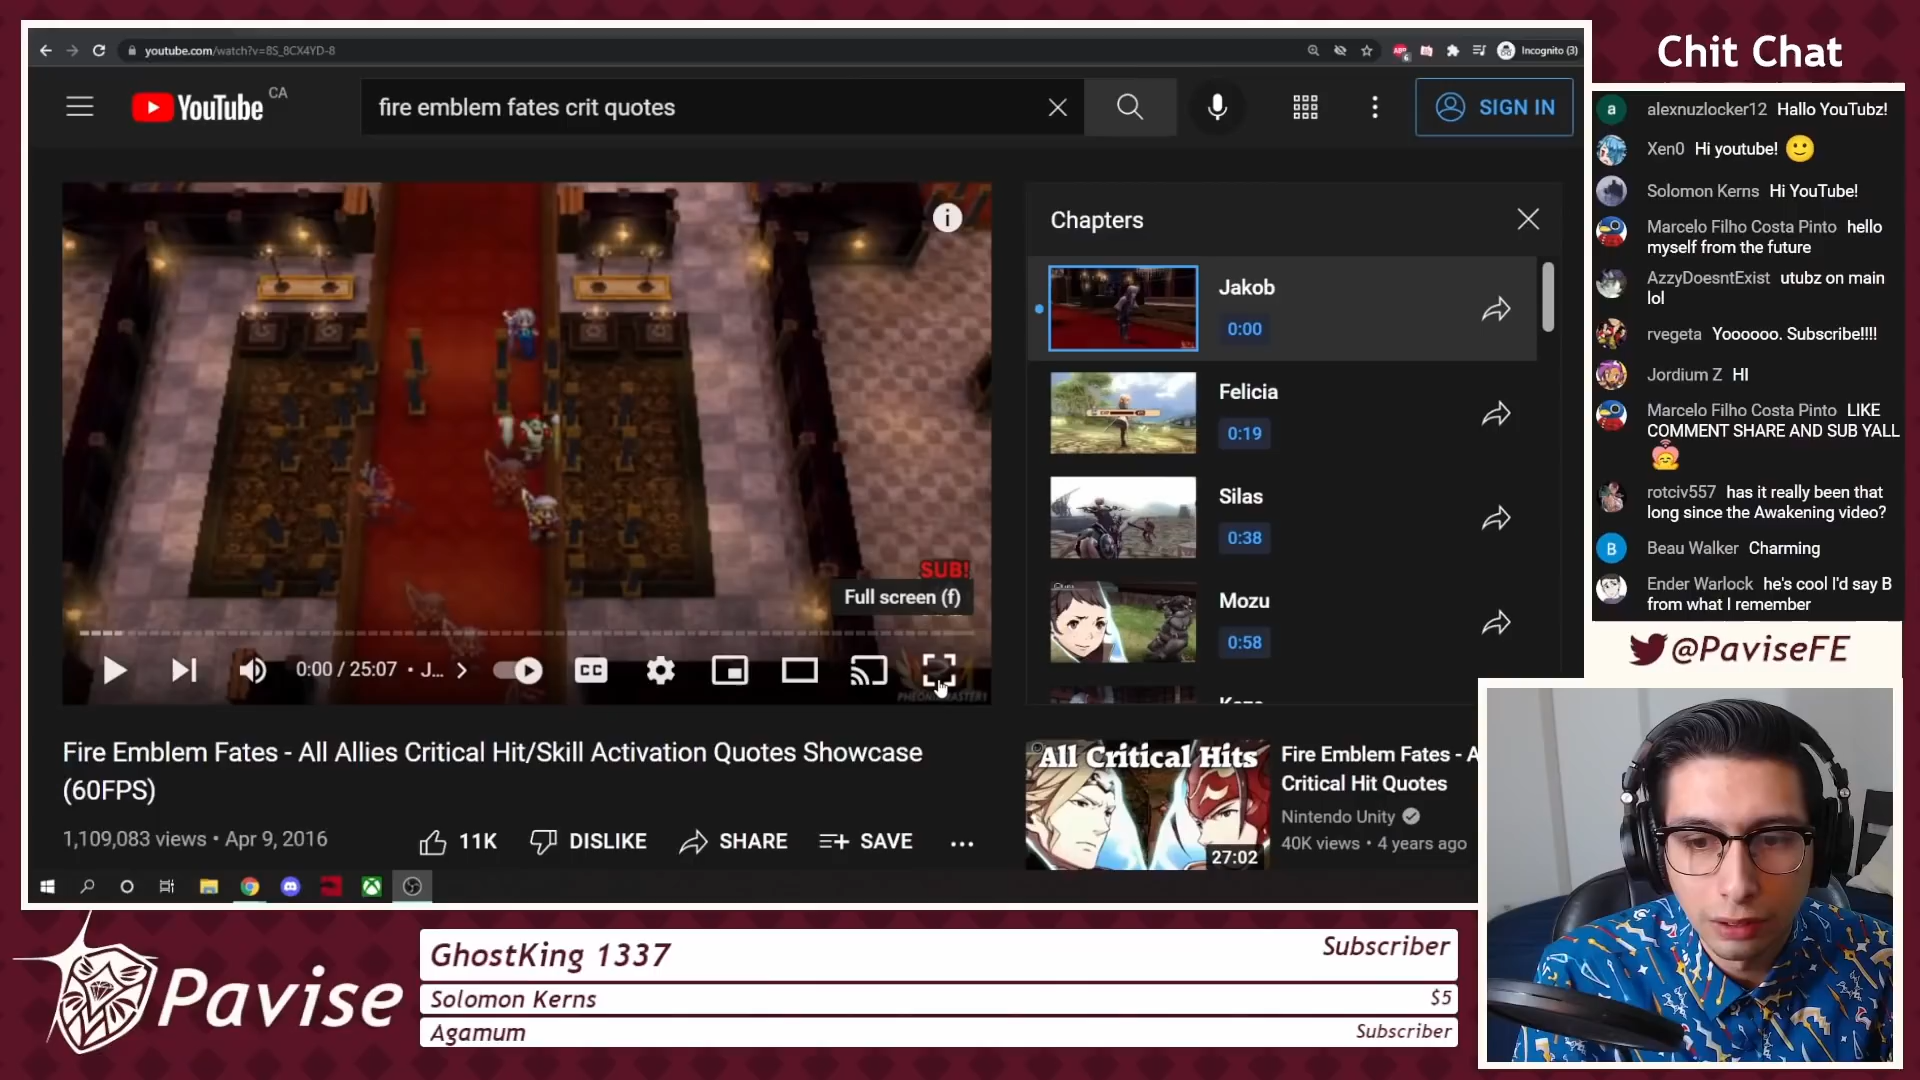 youtube.com/watch?v=8S_8CX4YD-8
Incognito (3)
YouTube CA
fire emblem fates crit quotes
SIGN IN
SUB!
Full screen (f)
0:00 / 25:07 • J...
CC
Chapters
Jakob
0:00
Felicia
0:19
Silas
0:38
Mozu
0:58
Fire Emblem Fates - All Allies Critical Hit/Skill Activation Quotes Showcase
(60FPS)
1,109,083 views • Apr 9, 2016
11K
DISLIKE
SHARE
SAVE
All Critical Hits
27:02
Fire Emblem Fates - A
Critical Hit Quotes
Nintendo Unity
40K views • 4 years ago
Chit Chat
alexnuzlocker12 Hallo YouTubz!
Xen0 Hi youtube!
Solomon Kerns Hi YouTube!
Marcelo Filho Costa Pinto hello
myself from the future
AzzyDoesntExist utubz on main
lol
rvegeta Yoooooo. Subscribe!!!!
Jordium Z HI
Marcelo Filho Costa Pinto LIKE
COMMENT SHARE AND SUB YALL
rotciv557 has it really been that
long since the Awakening video?
Beau Walker Charming
Ender Warlock he's cool I'd say B
from what I remember
@PaviseFE
Pavise
GhostKing 1337 Subscriber
Solomon Kerns $5
Agamum Subscriber